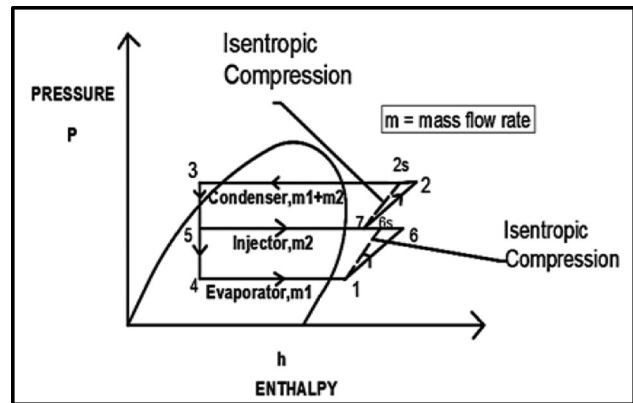 Isentropic
Compression
PRESSURE
P
m = mass flow rate
3
2s
2
Condenser,m1+m2
5
7
6s
6
Injector,m2
Isentropic
Compression
4
Evaporator,m1
1
h
ENTHALPY